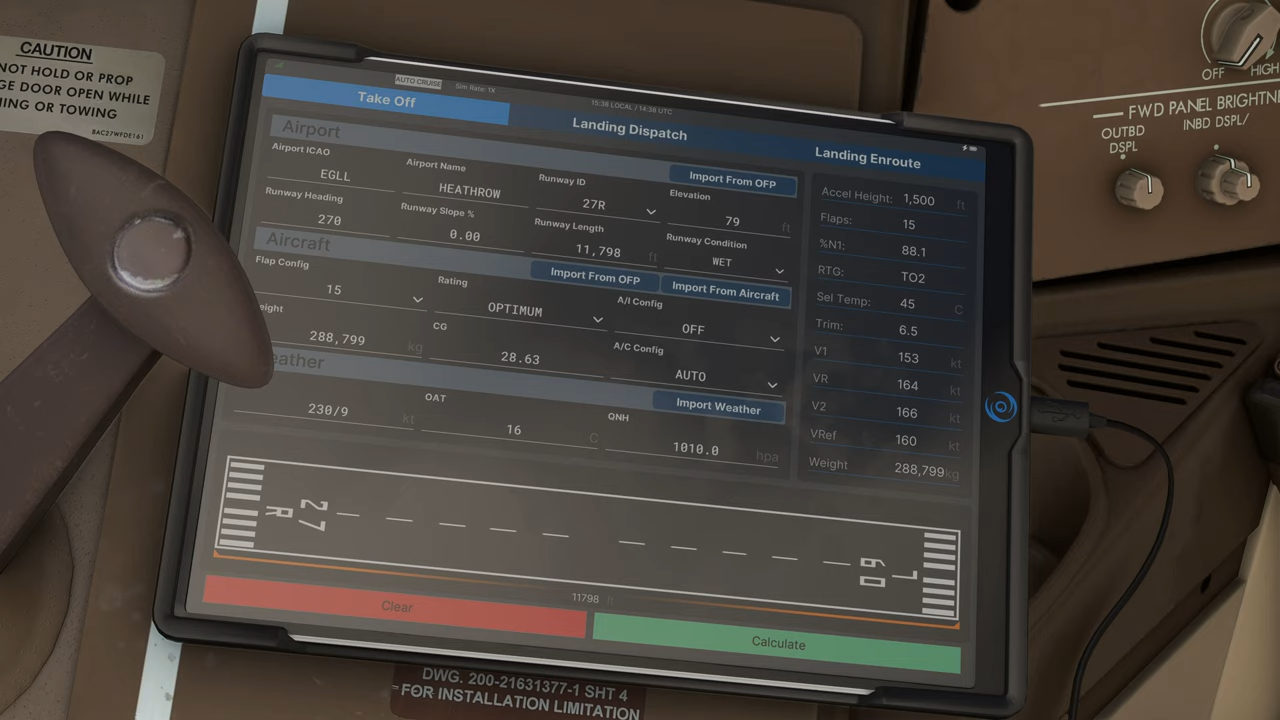 CAUTION
NOT HOLD OR PROP
GE DOOR OPEN WHILE
ING OR TOWING
BAC27WFDE161
OFF HIGH
FWD PANEL BRIGHTN
OUTBD DSPL
INBD DSPL/
AUTO CRUISE Sim Rate: 1X 15:38 LOCAL / 14:38 UTC
Take Off Landing Dispatch Landing Enroute
Airport
Import From OFP
Airport ICAO Airport Name Runway ID Elevation
EGLL HEATHROW 27R 79 ft
Runway Heading Runway Slope % Runway Length Runway Condition
270 0.00 11,798 ft WET
Aircraft
Import From OFP Import From Aircraft
Flap Config Rating A/I Config
15 OPTIMUM OFF
eight CG A/C Config
288,799 kg 28.63 AUTO
eather
Import Weather
OAT QNH
230/9 kt 16 C 1010.0 hpa
Accel Height: 1,500 ft
Flaps: 15
%N1: 88.1
RTG: TO2
Sel Temp: 45 C
Trim: 6.5
V1 153 kt
VR 164 kt
V2 166 kt
VRef 160 kt
Weight 288,799kg
27 R
09 L
11798 ft
Clear Calculate
DWG. 200-21631377-1 SHT 4
FOR INSTALLATION LIMITATION